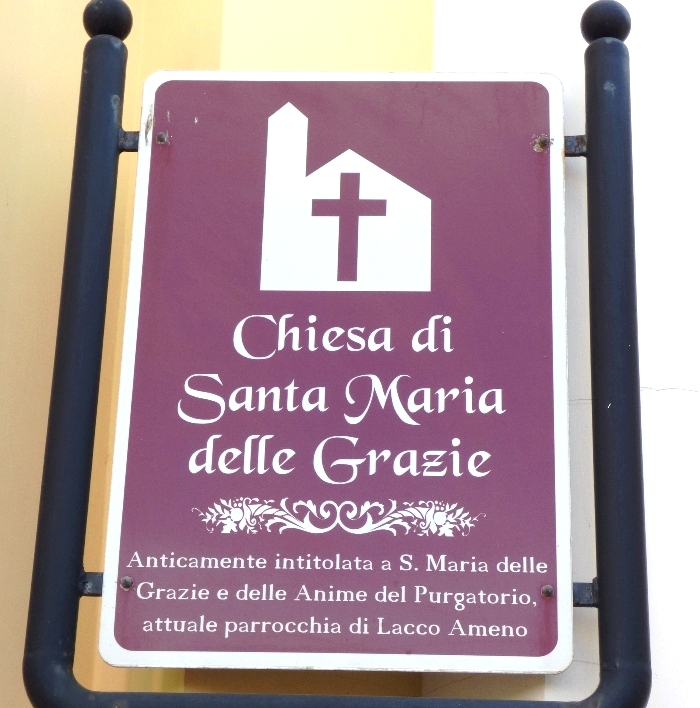 Chiesa di
Santa Maria
delle Grazie
Anticamente intitolata a S. Maria delle
Grazie e delle Anime del Purgatorio,
attuale parrocchia di Lacco Ameno